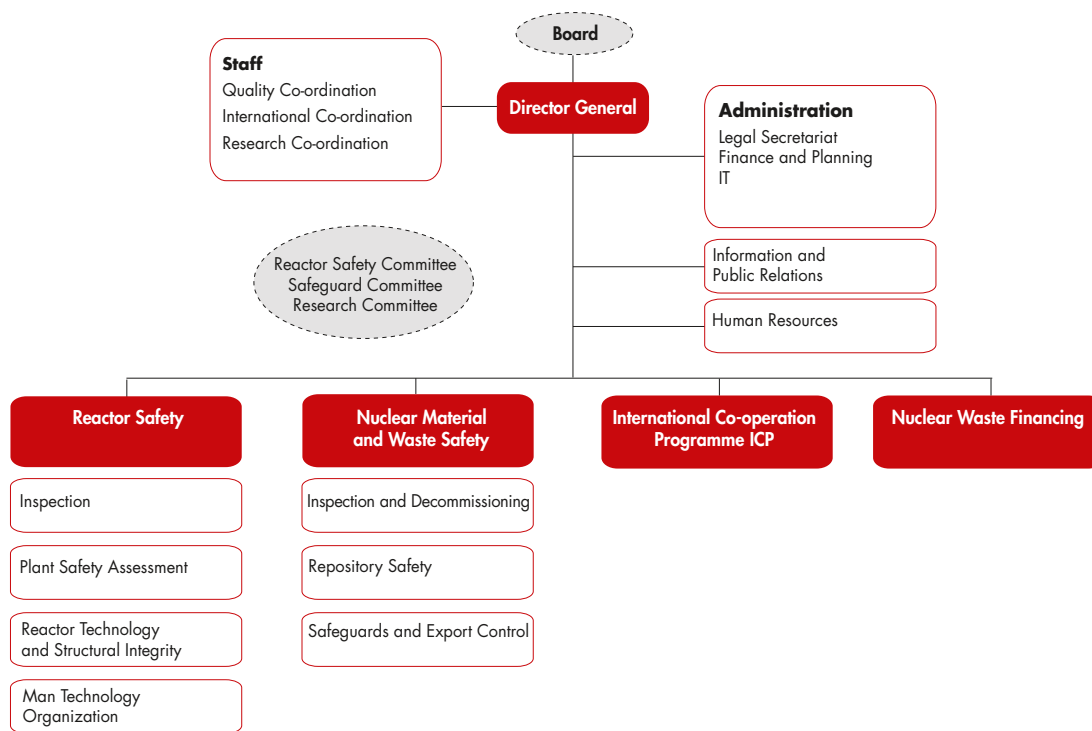 Board
Staff
Quality Co-ordination
International Co-ordination
Research Co-ordination
Director General
Administration
Legal Secretariat
Finance and Planning
IT
Reactor Safety Committee
Safeguard Committee
Research Committee
Information and
Public Relations
Human Resources
Reactor Safety
Nuclear Material
and Waste Safety
International Co-operation
Programme ICP
Nuclear Waste Financing
Inspection
Plant Safety Assessment
Reactor Technology
and Structural Integrity
Man Technology
Organization
Inspection and Decommissioning
Repository Safety
Safeguards and Export Control